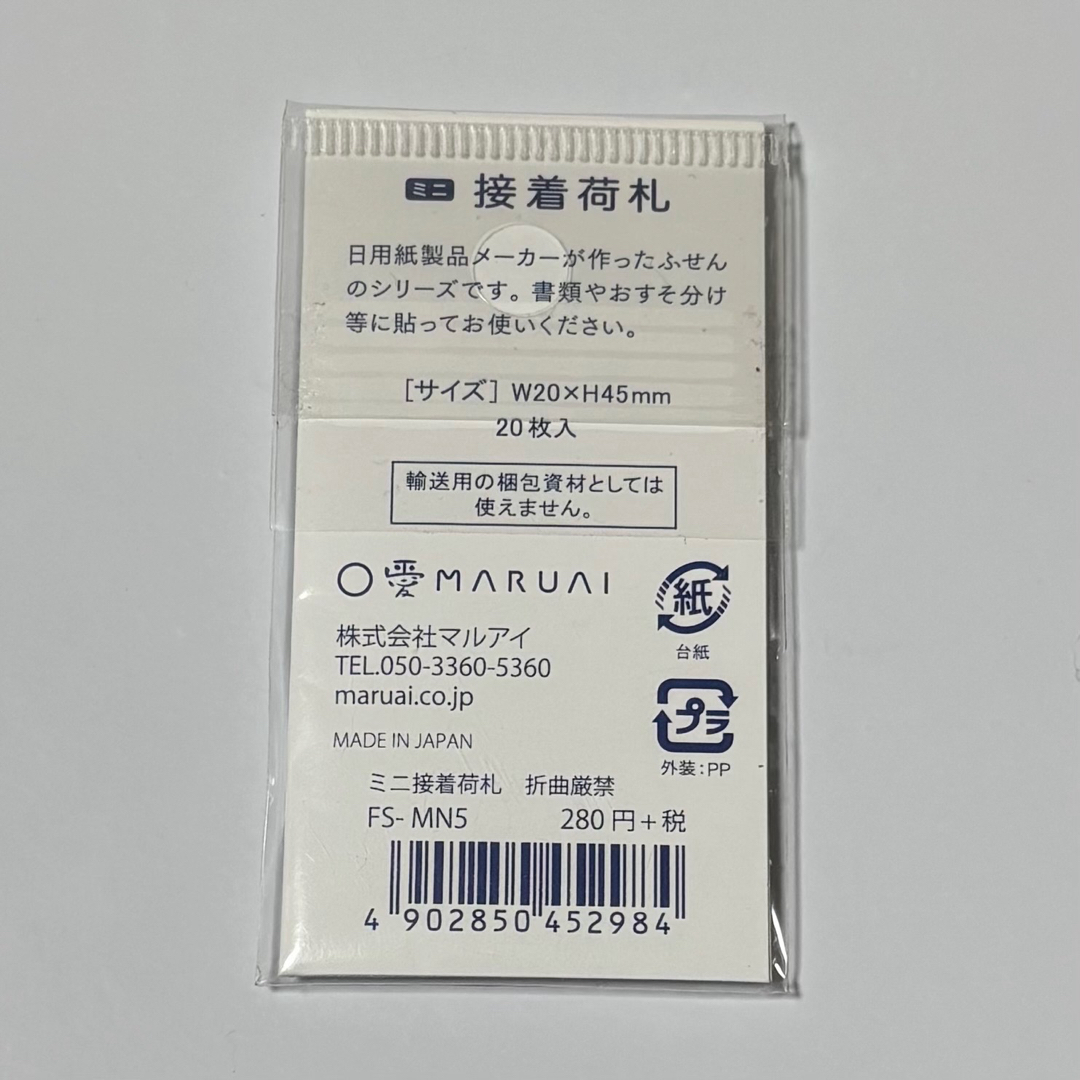 ミニ 接着荷札
日用紙製品メーカーが作ったふせん
のシリーズです。書類やおすそ分け
等に貼ってお使いください。
[サイズ] W20×H45mm
20枚入
輸送用の梱包資材としては
使えません。
〇愛 MARUAI
株式会社マルアイ
TEL.050-3360-5360
maruai.co.jp
MADE IN JAPAN
紙
台紙
プラ
外装:PP
ミニ接着荷札 折曲厳禁
FS- MN5 280円+税
4 902850 452984